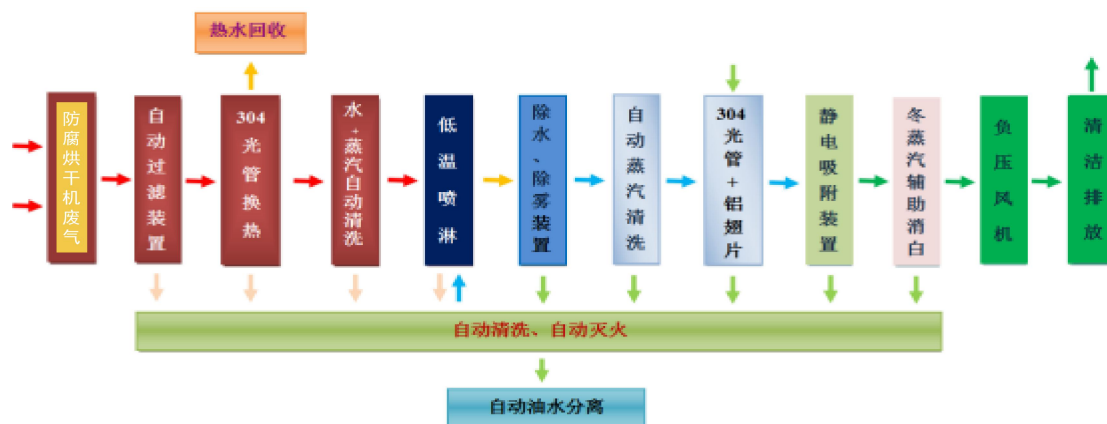 热水回收
防腐烘干机废气
自动过滤装置
304光管换热
水+蒸汽自动清洗
低温喷淋
除水、除雾装置
自动蒸汽清洗
304光管+铝翅片
静电吸附装置
冬蒸汽辅助消白
负压风机
清洁排放
自动清洗、自动灭火
自动油水分离